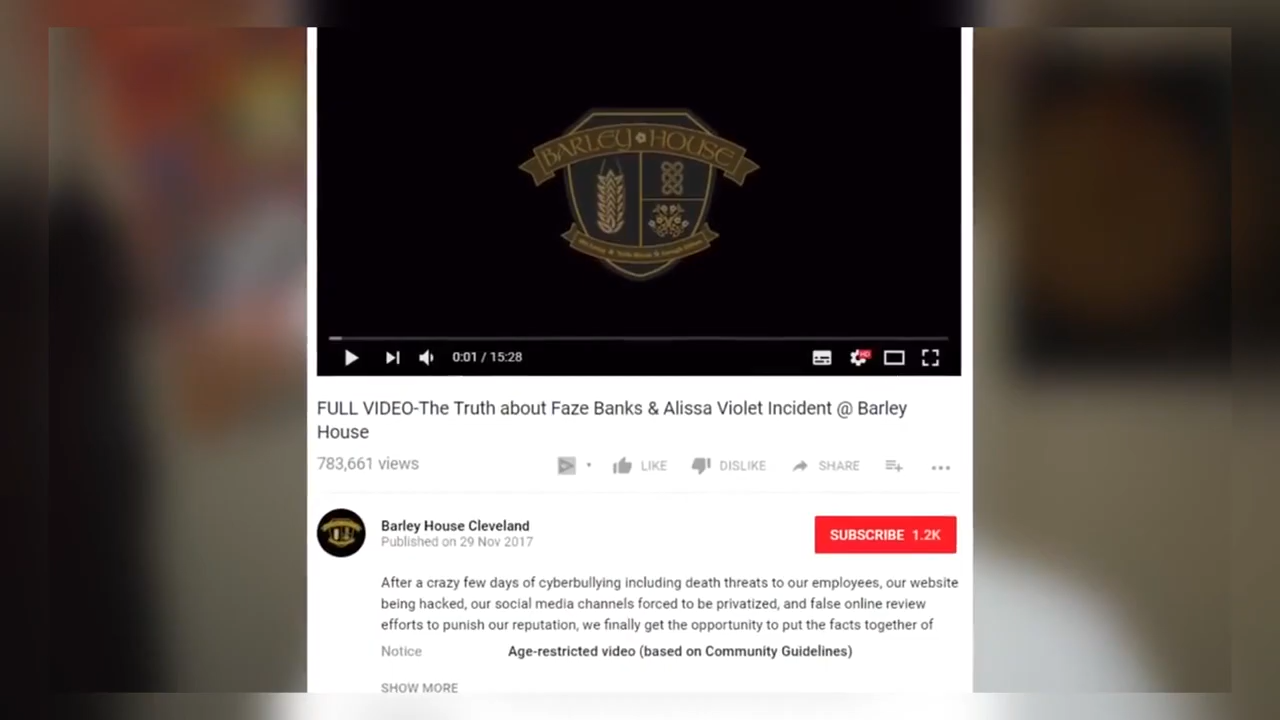 BARLEY HOUSE
0:01 / 15:28
HD
FULL VIDEO-The Truth about Faze Banks & Alissa Violet Incident @ Barley
House
783,661 views
LIKE
DISLIKE
SHARE
Barley House Cleveland
Published on 29 Nov 2017
SUBSCRIBE 1.2K
After a crazy few days of cyberbullying including death threats to our employees, our website
being hacked, our social media channels forced to be privatized, and false online review
efforts to punish our reputation, we finally get the opportunity to put the facts together of
Notice
Age-restricted video (based on Community Guidelines)
SHOW MORE